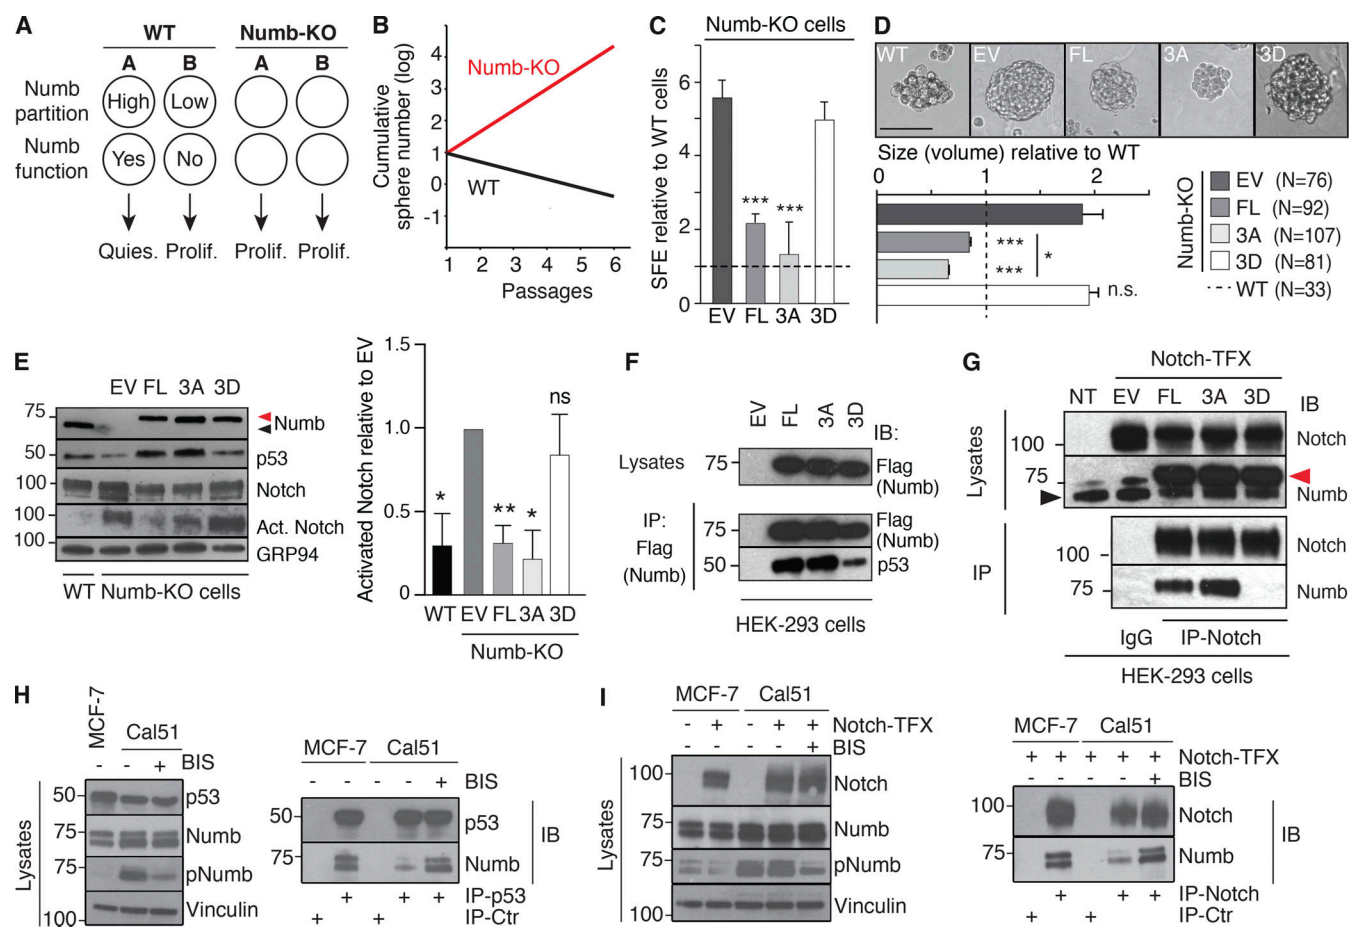 A
WT Numb-KO
A B A B
Numb partition High Low
Numb function Yes No
Quies. Prolif. Prolif. Prolif.
B
Cumulative sphere number (log)
4
3
2
1
0
-1
Numb-KO
WT
1 2 3 4 5 6
Passages
C
Numb-KO cells
SFE relative to WT cells
6
4
2
0
*** ***
EV FL 3A 3D
D
WT EV FL 3A 3D
Size (volume) relative to WT
0 1 2
***
***
*
n.s.
Numb-KO
EV (N=76)
FL (N=92)
3A (N=107)
3D (N=81)
WT (N=33)
E
EV FL 3A 3D
75 Numb
50 p53
100 Notch
100 Act. Notch
100 GRP94
WT Numb-KO cells
Activated Notch relative to EV
1.5
1.0
0.5
0
* ** * ns
WT EV FL 3A 3D
Numb-KO
F
EV FL 3A 3D
IB:
Lysates 75 Flag (Numb)
IP: Flag (Numb)
75 Flag (Numb)
50 p53
HEK-293 cells
G
Notch-TFX
NT EV FL 3A 3D IB
Lysates
100 Notch
75 Numb
IP
100 Notch
75 Numb
IgG IP-Notch
HEK-293 cells
H
MCF-7 Cal51
- - + BIS
Lysates
50 p53
75 Numb
75 pNumb
100 Vinculin
MCF-7 Cal51
- - - - + BIS
50 p53
75 Numb
IB
+ + + IP-p53
+ + IP-Ctr
I
MCF-7 Cal51
- + - + + Notch-TFX
+ BIS
Lysates
100 Notch
75 Numb
75 pNumb
100 Vinculin
MCF-7 Cal51
+ + + + + Notch-TFX
- - - - + BIS
100 Notch
75 Numb
IB
+ + + IP-Notch
+ + IP-Ctr